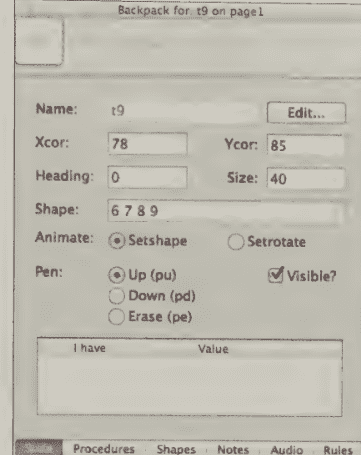 Backpack for t9 on page1
Name: t9 Edit...
Xcor: 78 Ycor: 85
Heading: 0 Size: 40
Shape: 6 7 8 9
Animate: Setshape Setrotate
Pen: Up (pu) Visible?
Down (pd)
Erase (pe)
I have Value
Procedures Shapes Notes Audio Rules